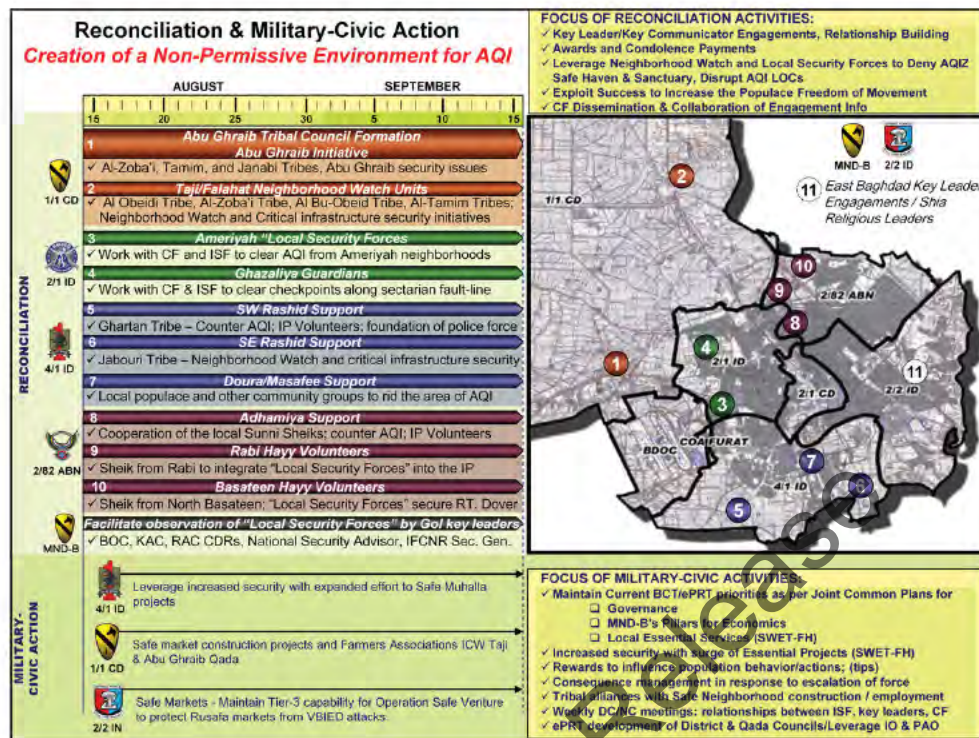 Reconciliation & Military-Civic Action
Creation of a Non-Permissive Environment for AQI
AUGUST
SEPTEMBER
15 20 25 30 5 10 15
RECONCILIATION
1/1 CD
1
Abu Ghraib Tribal Council Formation
Abu Ghraib Initiative
✓ Al-Zoba'i, Tamim, and Janabi Tribes, Abu Ghraib security issues
2
Taji/Falahat Neighborhood Watch Units
✓ Al Obeidi Tribe, Al-Zoba'i Tribe, Al Bu-Obeid Tribe, Al-Tamim Tribes;
Neighborhood Watch and Critical infrastructure security initiatives
2/1 ID
3
Ameriyah "Local Security Forces
✓ Work with CF and ISF to clear AQI from Ameriyah neighborhoods
4
Ghazaliya Guardians
✓ Work with CF & ISF to clear checkpoints along sectarian fault-line
4/1 ID
5
SW Rashid Support
✓ Ghartan Tribe – Counter AQI; IP Volunteers; foundation of police force
6
SE Rashid Support
✓ Jabouri Tribe – Neighborhood Watch and critical infrastructure security
7
Doura/Masafee Support
✓ Local populace and other community groups to rid the area of AQI
2/82 ABN
8
Adhamiya Support
✓ Cooperation of the local Sunni Sheiks; counter AQI; IP Volunteers
9
Rabi Hayy Volunteers
✓ Sheik from Rabi to integrate "Local Security Forces" into the IP
10
Basateen Hayy Volunteers
✓ Sheik from North Basateen; "Local Security Forces" secure RT. Dover
MND-B
Facilitate observation of "Local Security Forces" by GoI key leaders
✓ BOC, KAC, RAC CDRs, National Security Advisor, IFCNR Sec. Gen.
MILITARY-
CIVIC ACTION
4/1 ID
Leverage increased security with expanded effort to Safe Muhalla
projects
1/1 CD
Safe market construction projects and Farmers Associations ICW Taji
& Abu Ghraib Qada
2/2 IN
Safe Markets - Maintain Tier-3 capability for Operation Safe Venture
to protect Rusafa markets from VBIED attacks.
FOCUS OF RECONCILIATION ACTIVITIES:
✓ Key Leader/Key Communicator Engagements, Relationship Building
✓ Awards and Condolence Payments
✓ Leverage Neighborhood Watch and Local Security Forces to Deny AQIZ
Safe Haven & Sanctuary, Disrupt AQI LOCs
✓ Exploit Success to Increase the Populace Freedom of Movement
✓ CF Dissemination & Collaboration of Engagement Info
MND-B 2/2 ID
11 East Baghdad Key Leader
Engagements / Shia
Religious Leaders
1/1 CD
2
10
2/82 ABN
9
8
4
2/1 ID
1
11
2/2 ID
2/1 CD
3
BDOC
COA FURAT
7
4/1 ID
6
5
Release
FOCUS OF MILITARY-CIVIC ACTIVITIES:
✓ Maintain Current BCT/ePRT priorities as per Joint Common Plans for
❑ Governance
❑ MND-B's Pillars for Economics
❑ Local Essential Services (SWET-FH)
✓ Increased security with surge of Essential Projects (SWET-FH)
✓ Rewards to influence population behavior/actions; (tips)
✓ Consequence management in response to escalation of force
✓ Tribal alliances with Safe Neighborhood construction / employment
✓ Weekly DC/NC meetings: relationships between ISF, key leaders, CF
✓ ePRT development of District & Qada Councils/Leverage IO & PAO